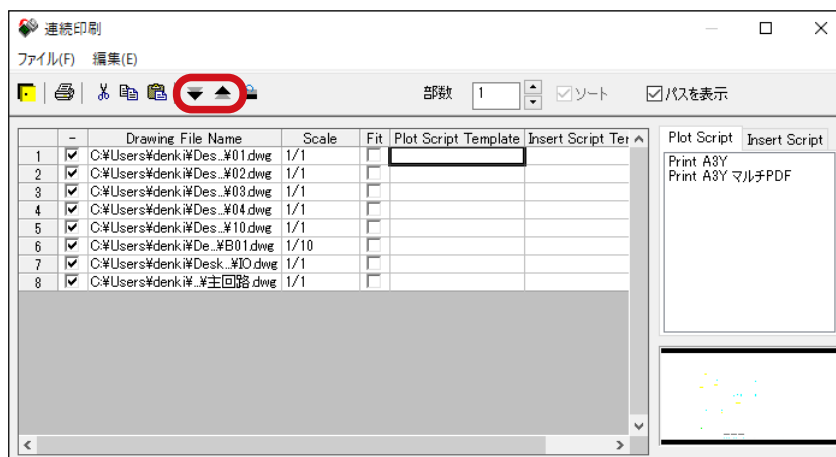 連続印刷
ファイル(F) 編集(E)
部数 1 ソート パスを表示
- Drawing File Name Scale Fit Plot Script Template Insert Script Ter
1 C:¥Users¥denki¥Des...¥01.dwg 1/1
2 C:¥Users¥denki¥Des...¥02.dwg 1/1
3 C:¥Users¥denki¥Des...¥03.dwg 1/1
4 C:¥Users¥denki¥Des...¥04.dwg 1/1
5 C:¥Users¥denki¥Des...¥10.dwg 1/1
6 C:¥Users¥denki¥De...¥B01.dwg 1/10
7 C:¥Users¥denki¥Desk...¥IO.dwg 1/1
8 C:¥Users¥denki¥...¥主回路.dwg 1/1
Plot Script Insert Script
Print A3Y
Print A3Y マルチPDF